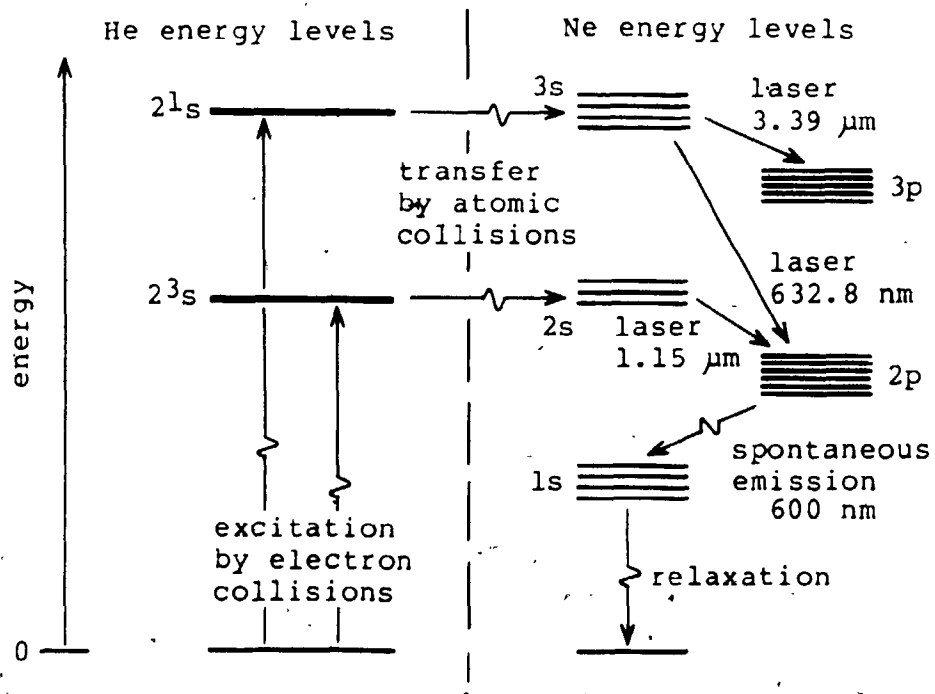 He energy levels
Ne energy levels
2¹s
3s
laser
3.39 μm
transfer
by atomic
collisions
3p
energy
2³s
2s
laser
1.15 μm
laser
632.8 nm
2p
1s
spontaneous
emission
600 nm
excitation
by electron
collisions
relaxation
0